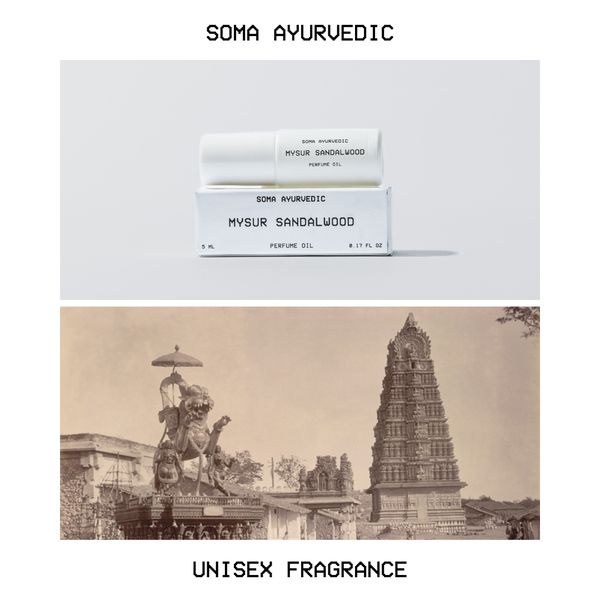 SOMA AYURVEDIC
SOMA AYURVEDIC
MYSUR SANDALWOOD
PERFUME OIL
SOMA AYURVEDIC
MYSUR SANDALWOOD
5 ML PERFUME OIL 0.17 FL OZ
UNISEX FRAGRANCE